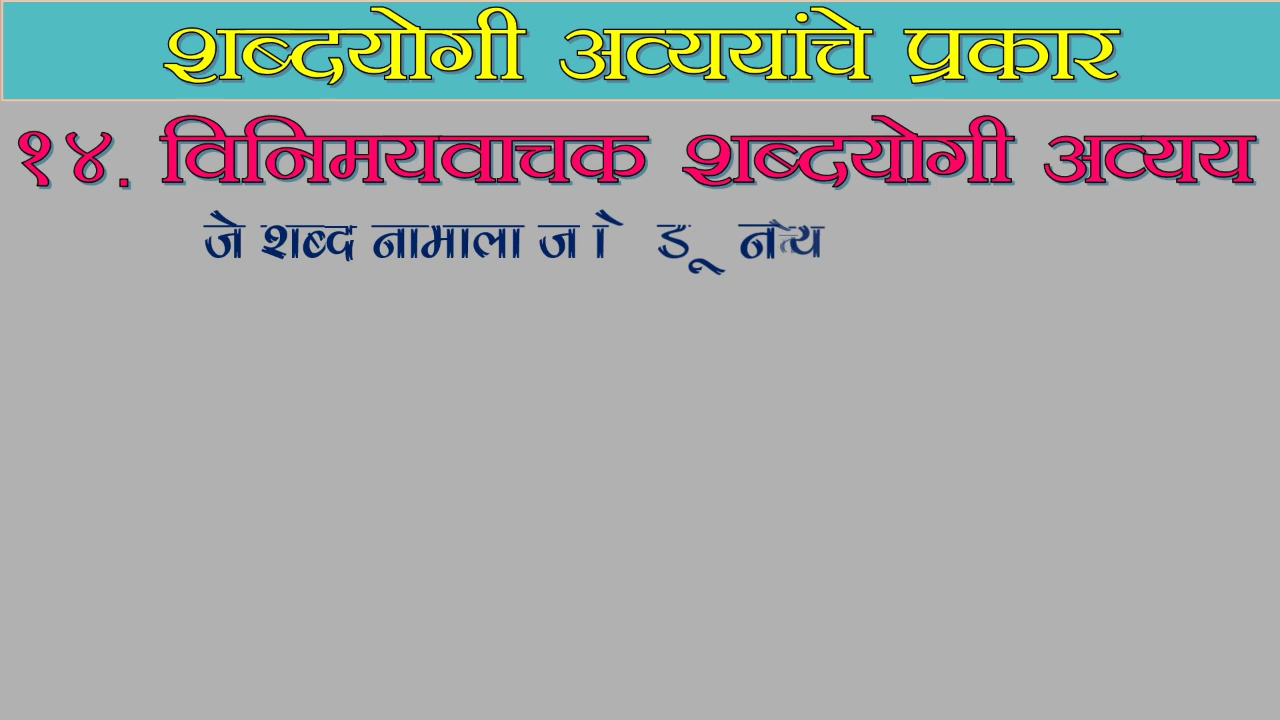 शब्दयोगी अव्ययांचे प्रकार
१४. विनिमयवाचक शब्दयोगी अव्यय
जे शब्द नामाला जोडून